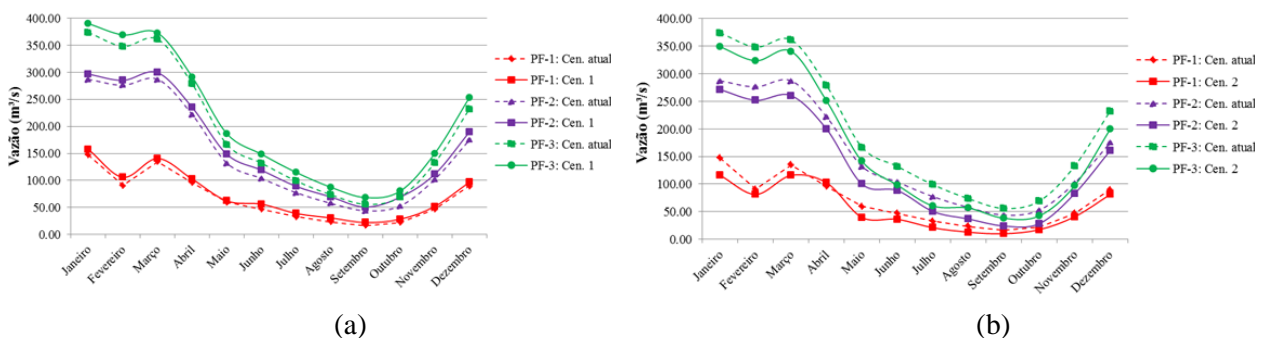 400.00
350.00
300.00
250.00
200.00
150.00
100.00
50.00
0.00
Vazão (m³/s)
Janeiro
Fevereiro
Março
Abril
Maio
Junho
Julho
Agosto
Setembro
Outubro
Novembro
Dezembro
PF-1: Cen. atual
PF-1: Cen. 1
PF-2: Cen. atual
PF-2: Cen. 1
PF-3: Cen. atual
PF-3: Cen. 1
(a)
400.00
350.00
300.00
250.00
200.00
150.00
100.00
50.00
0.00
Vazão (m³/s)
Janeiro
Fevereiro
Março
Abril
Maio
Junho
Julho
Agosto
Setembro
Outubro
Novembro
Dezembro
PF-1: Cen. atual
PF-1: Cen. 2
PF-2: Cen. atual
PF-2: Cen. 2
PF-3: Cen. atual
PF-3: Cen. 2
(b)